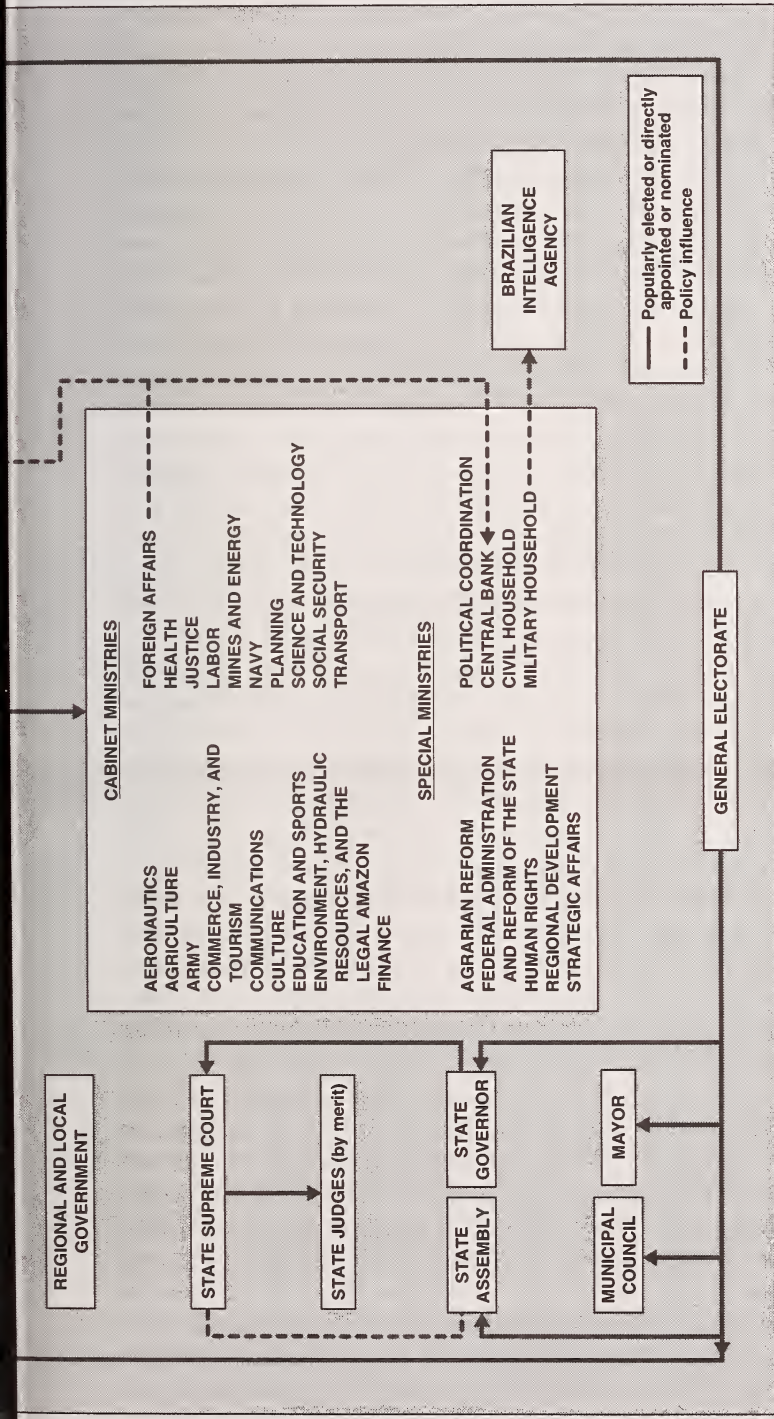 REGIONAL AND LOCAL
GOVERNMENT
STATE SUPREME COURT
STATE JUDGES (by merit)
STATE
ASSEMBLY
STATE
GOVERNOR
MUNICIPAL
COUNCIL
MAYOR
CABINET MINISTRIES
AERONAUTICS
AGRICULTURE
ARMY
COMMERCE, INDUSTRY, AND
TOURISM
COMMUNICATIONS
CULTURE
EDUCATION AND SPORTS
ENVIRONMENT, HYDRAULIC
RESOURCES, AND THE
LEGAL AMAZON
FINANCE
FOREIGN AFFAIRS
HEALTH
JUSTICE
LABOR
MINES AND ENERGY
NAVY
PLANNING
SCIENCE AND TECHNOLOGY
SOCIAL SECURITY
TRANSPORT
SPECIAL MINISTRIES
AGRARIAN REFORM
FEDERAL ADMINISTRATION
AND REFORM OF THE STATE
HUMAN RIGHTS
REGIONAL DEVELOPMENT
STRATEGIC AFFAIRS
POLITICAL COORDINATION
CENTRAL BANK
CIVIL HOUSEHOLD
MILITARY HOUSEHOLD
BRAZILIAN
INTELLIGENCE
AGENCY
GENERAL ELECTORATE
Popularly elected or directly
appointed or nominated
Policy influence